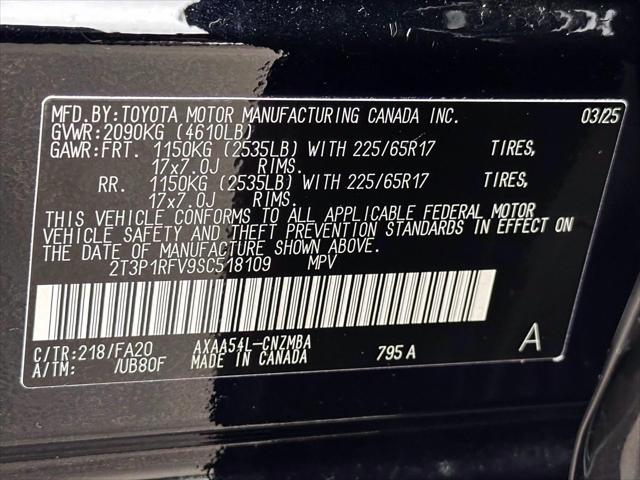 MFD.BY:TOYOTA MOTOR MANUFACTURING CANADA INC. 03/25
GVWR:2090KG (4610LB)
GAWR:FRT. 1150KG (2535LB) WITH 225/65R17 TIRES,
17x7.0J RIMS.
RR. 1150KG (2535LB) WITH 225/65R17 TIRES,
17x7.0J RIMS.
THIS VEHICLE CONFORMS TO ALL APPLICABLE FEDERAL MOTOR
VEHICLE SAFETY AND THEFT PREVENTION STANDARDS IN EFFECT ON
THE DATE OF MANUFACTURE SHOWN ABOVE.
2T3P1RFV9SC518109 MPV
C/TR:218/FA20 AXAA54L-CNZMBA 795A A
A/TM: /UB80F MADE IN CANADA